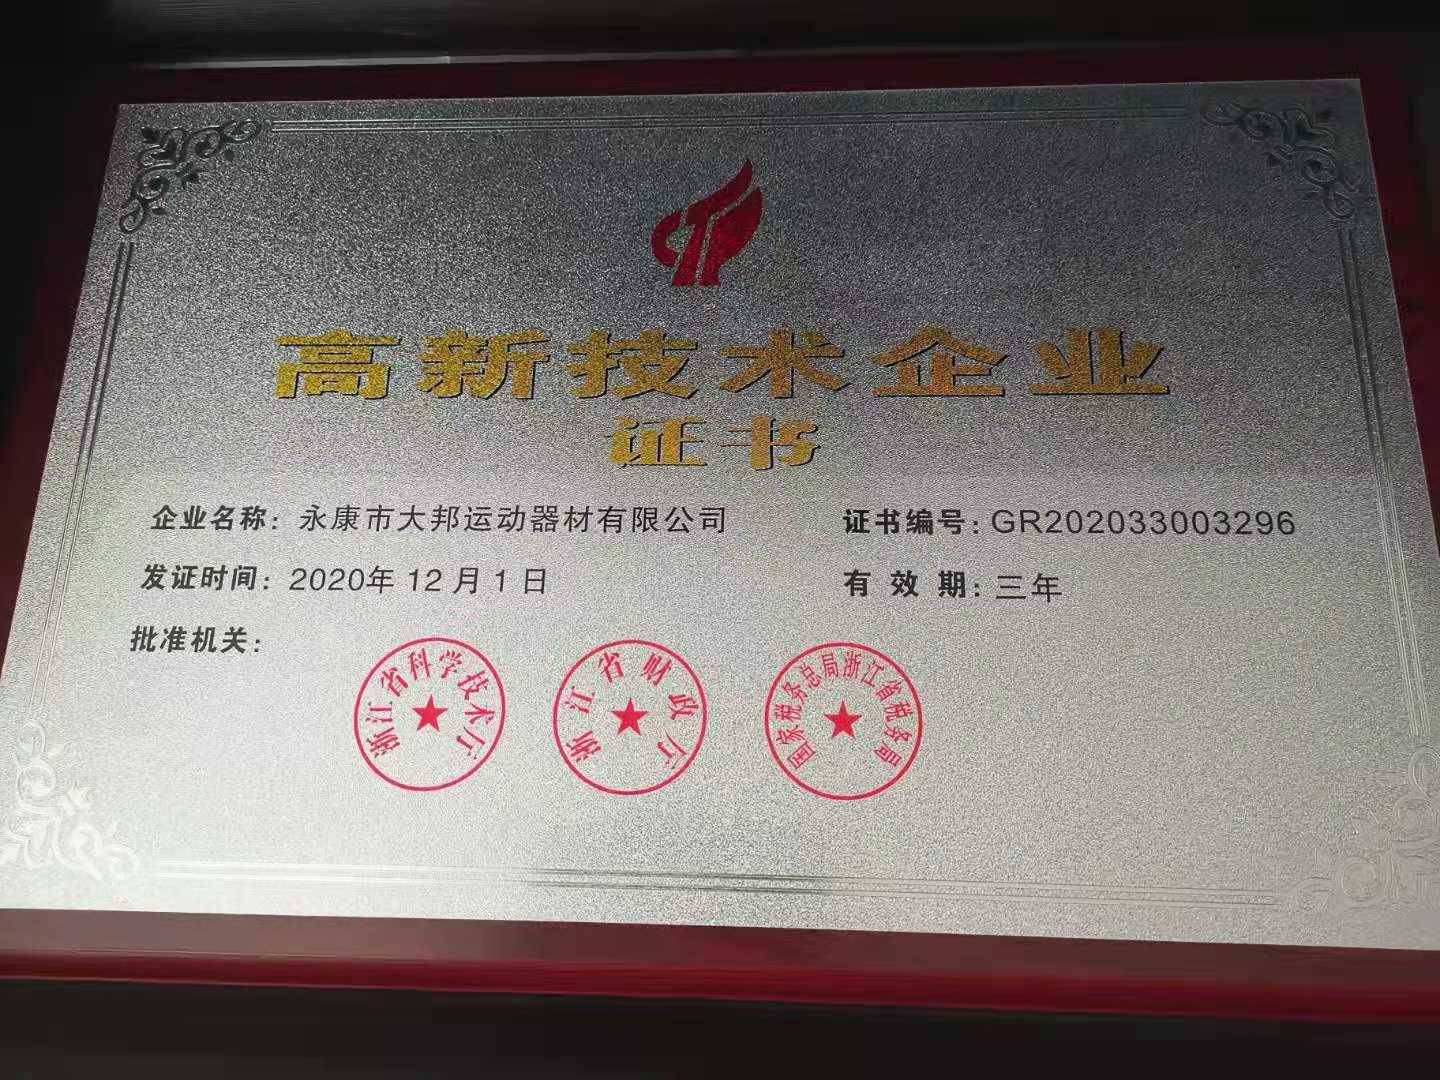 高新技术企业
证书
企业名称：永康市大邦运动器材有限公司
证书编号：GR202033003296
发证时间：2020年12月1日
有效期：三年
批准机关：
浙江省科学技术厅
浙江省财政厅
国家税务总局浙江省税务局